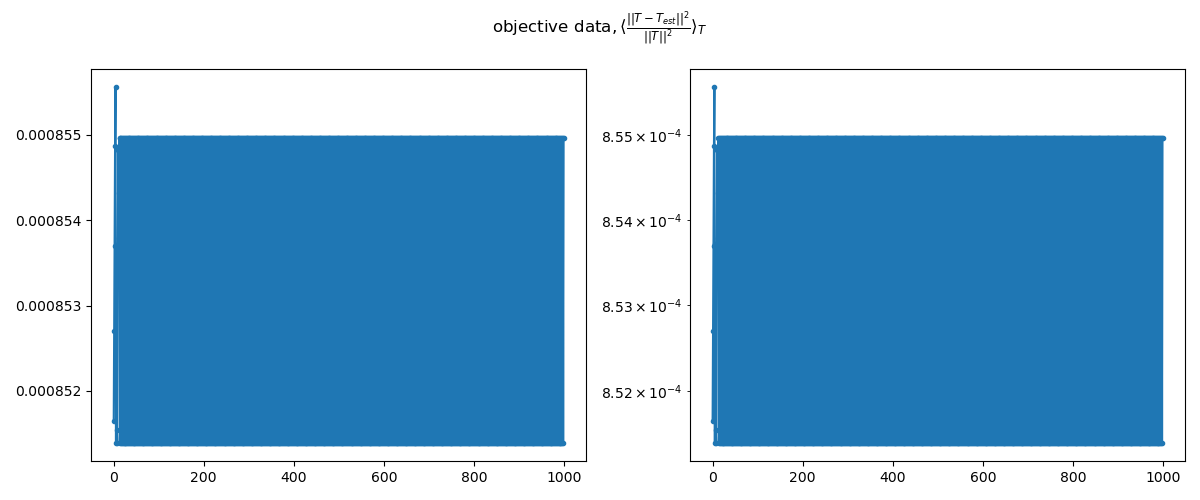 objective data, ⟨||T − T_est||² / ||T||²⟩_T
0.000855
0.000854
0.000853
0.000852
0 200 400 600 800 1000
8.55 × 10⁻⁴
8.54 × 10⁻⁴
8.53 × 10⁻⁴
8.52 × 10⁻⁴
0 200 400 600 800 1000